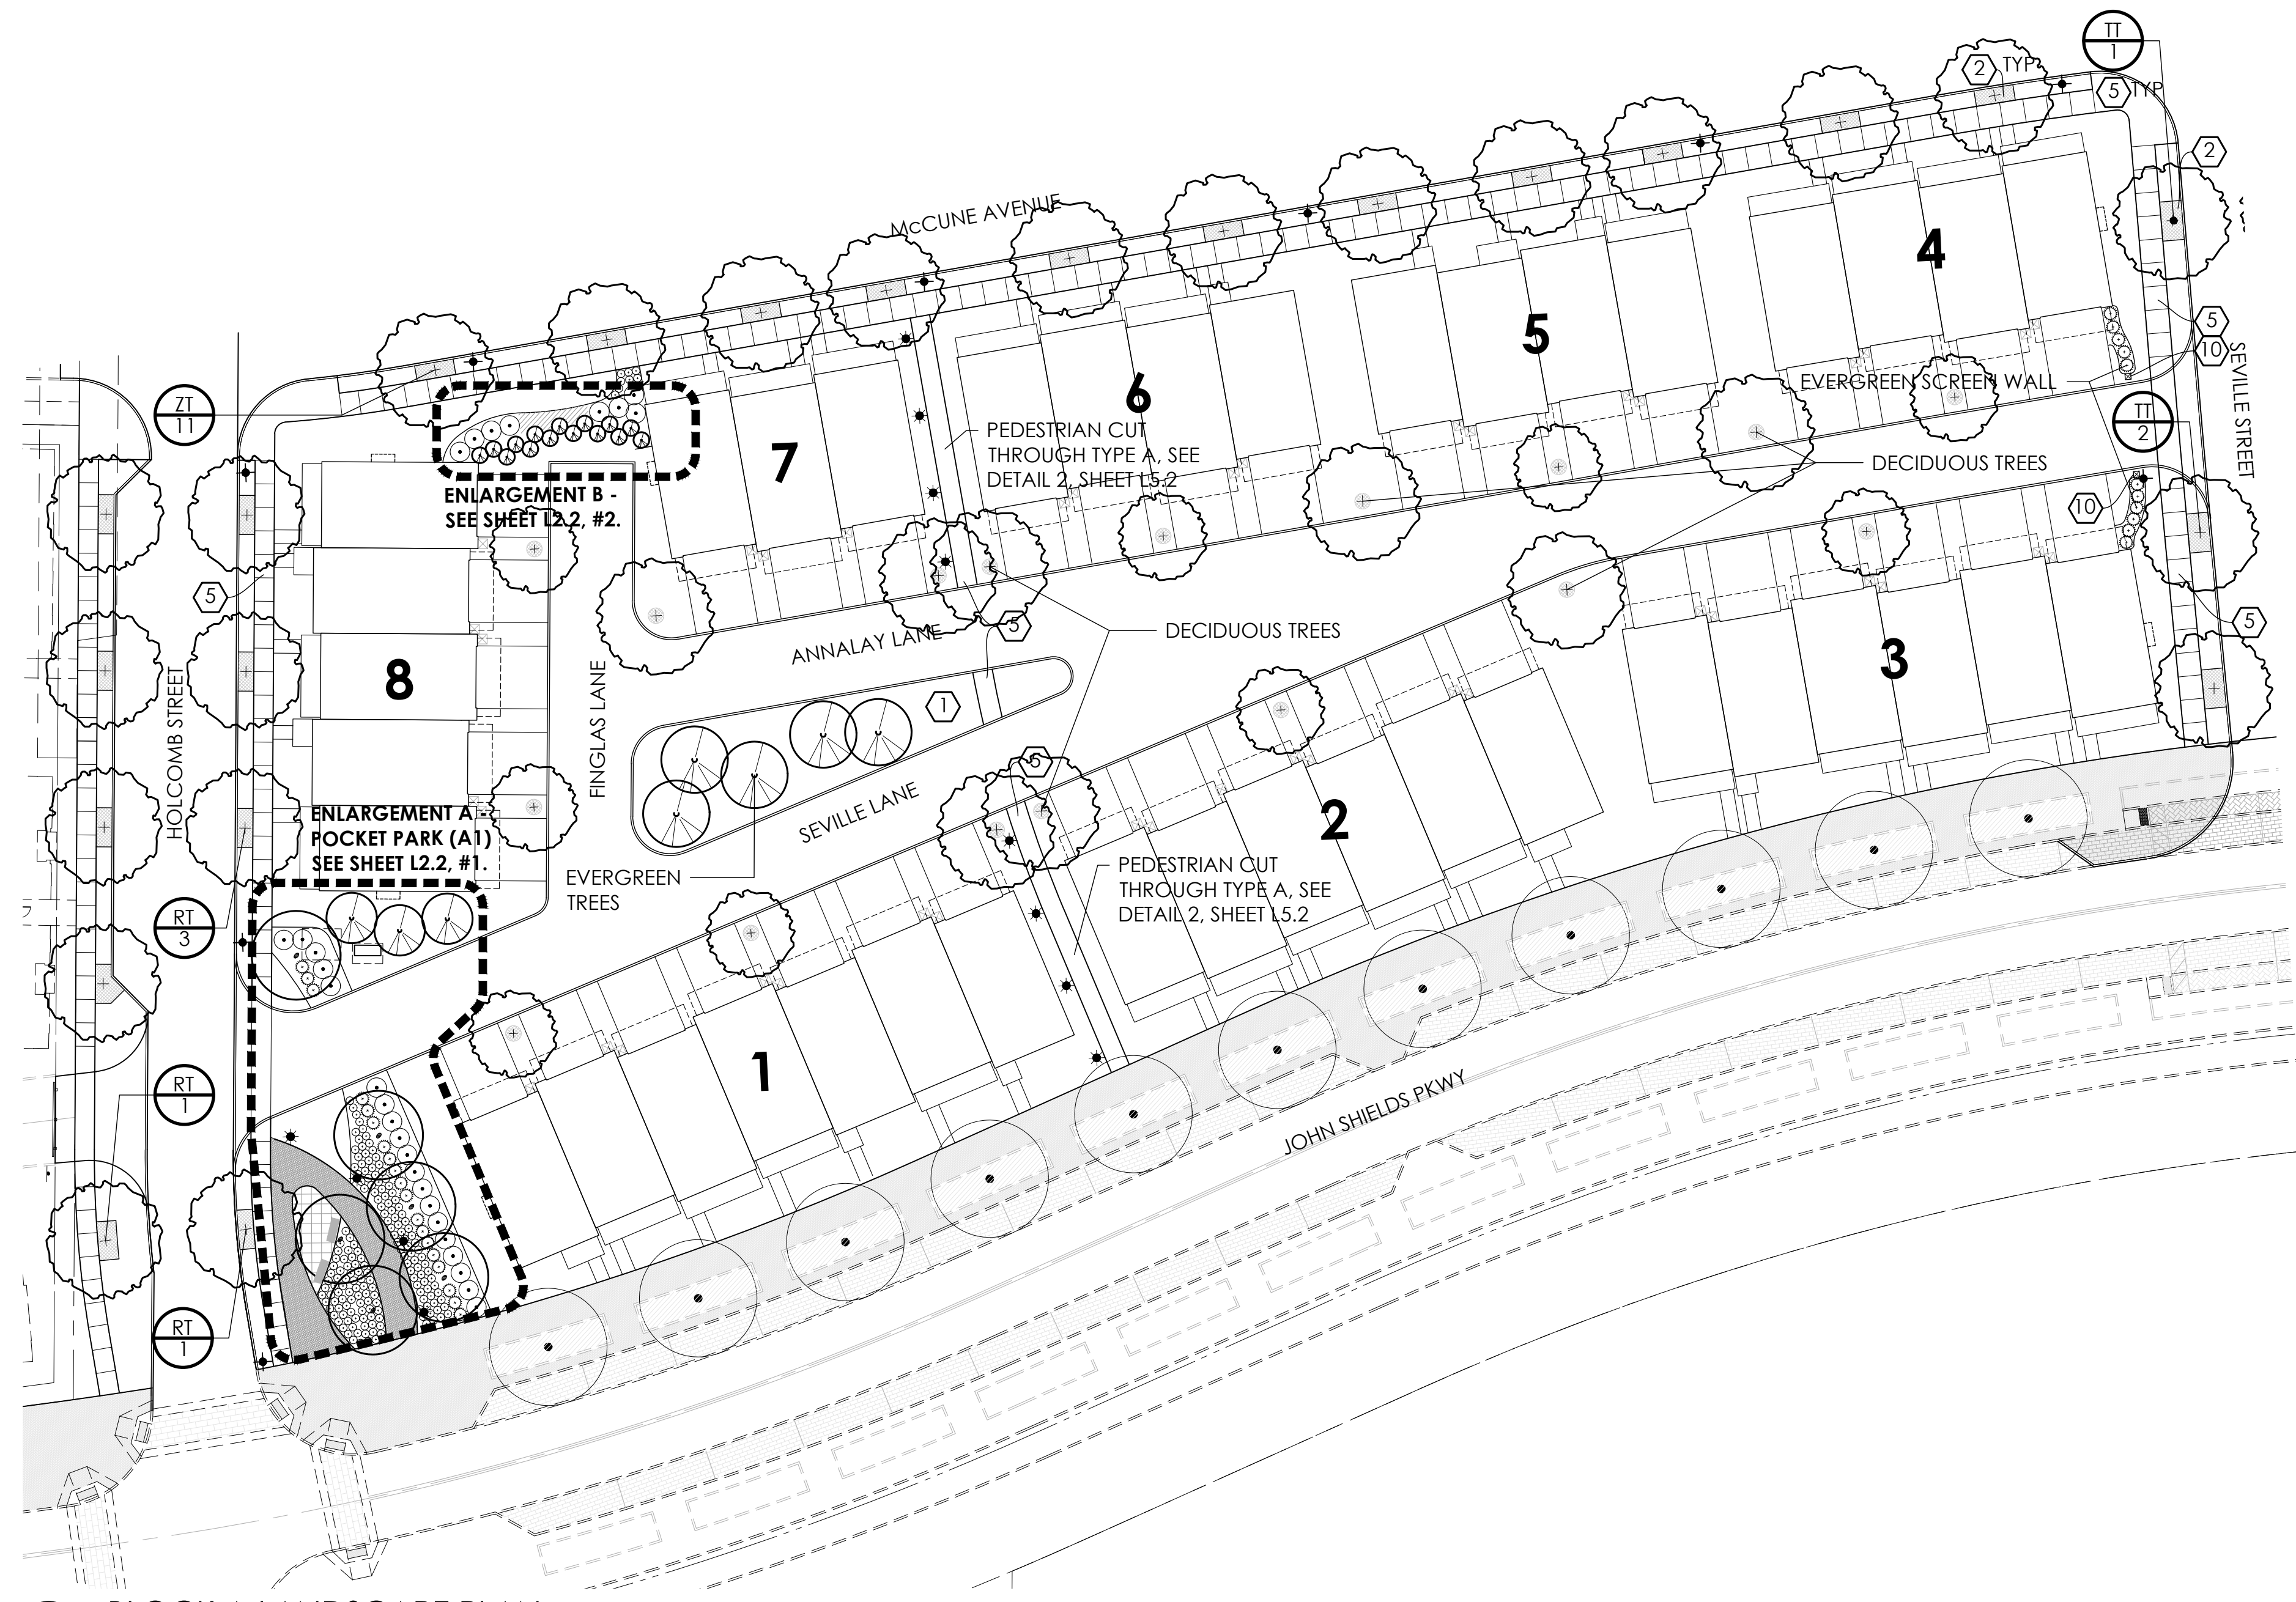 TT
1
2
TYP
5
TYP
2
McCUNE AVENUE
4
5
5
10
SEVILLE STREET
EVERGREEN SCREEN WALL
6
ZT
11
TT
2
PEDESTRIAN CUT
THROUGH TYPE A, SEE
DETAIL 2, SHEET L5.2
7
DECIDUOUS TREES
ENLARGEMENT B -
SEE SHEET L2.2, #2.
10
5
5
5
DECIDUOUS TREES
ANNALAY LANE
3
8
FINGLAS LANE
HOLCOMB STREET
1
SEVILLE LANE
5
2
ENLARGEMENT A -
POCKET PARK (A1)
SEE SHEET L2.2, #1.
EVERGREEN
TREES
PEDESTRIAN CUT
THROUGH TYPE A, SEE
DETAIL 2, SHEET L5.2
RT
3
1
RT
1
JOHN SHIELDS PKWY
RT
1